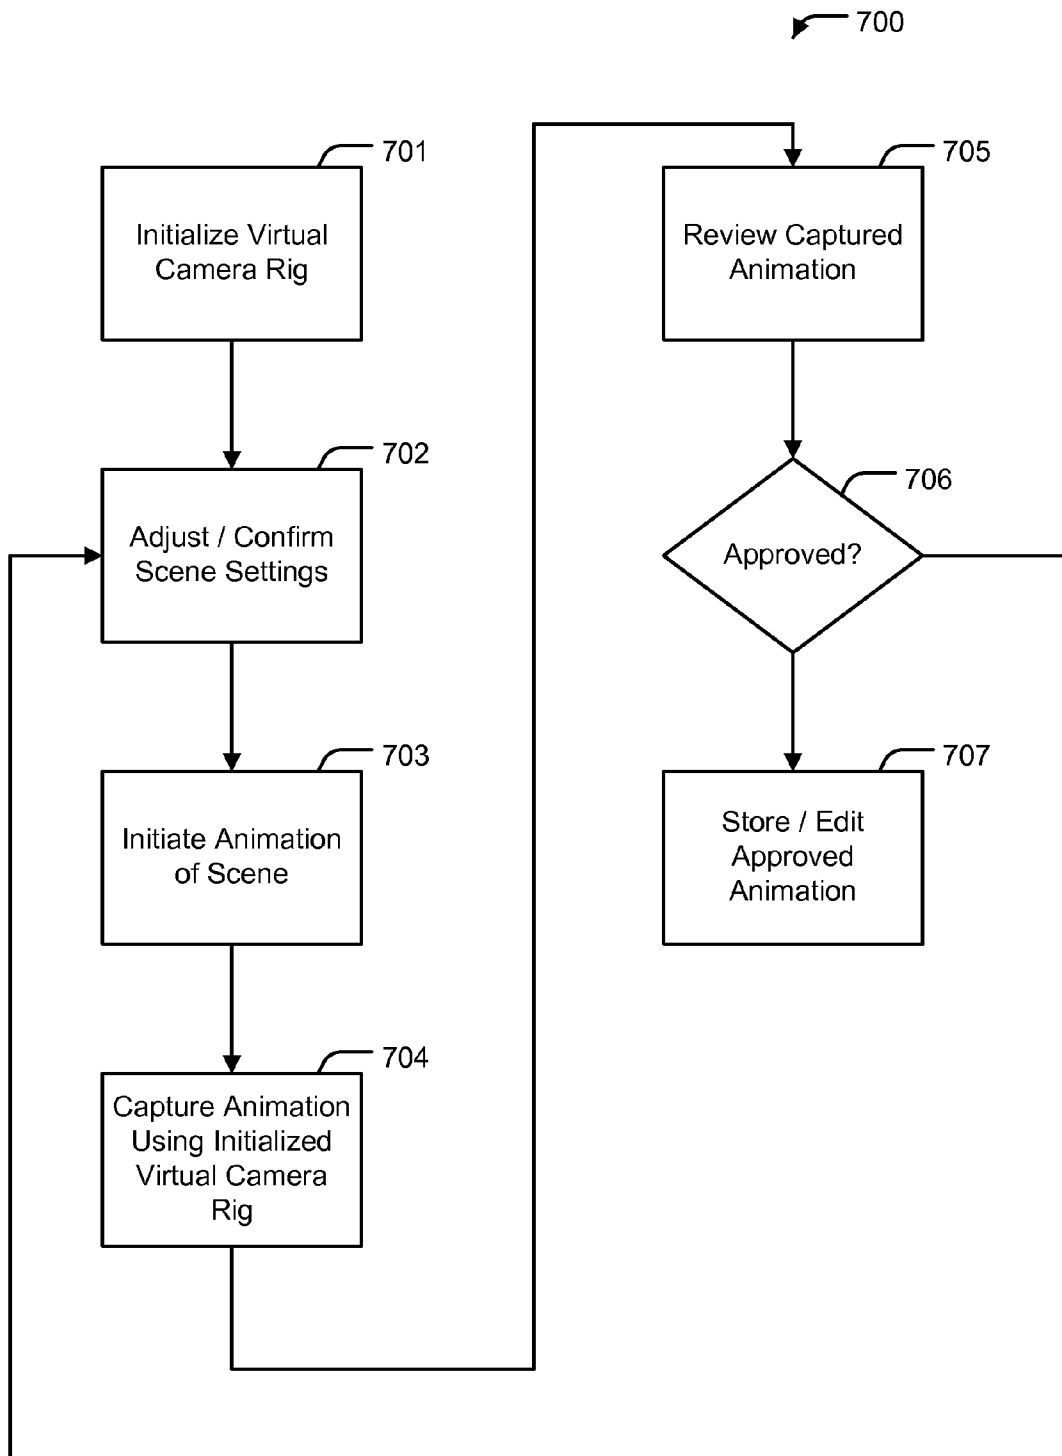 700
701
Initialize Virtual
Camera Rig
702
Adjust / Confirm
Scene Settings
703
Initiate Animation
of Scene
704
Capture Animation
Using Initialized
Virtual Camera
Rig
705
Review Captured
Animation
706
Approved?
707
Store / Edit
Approved
Animation